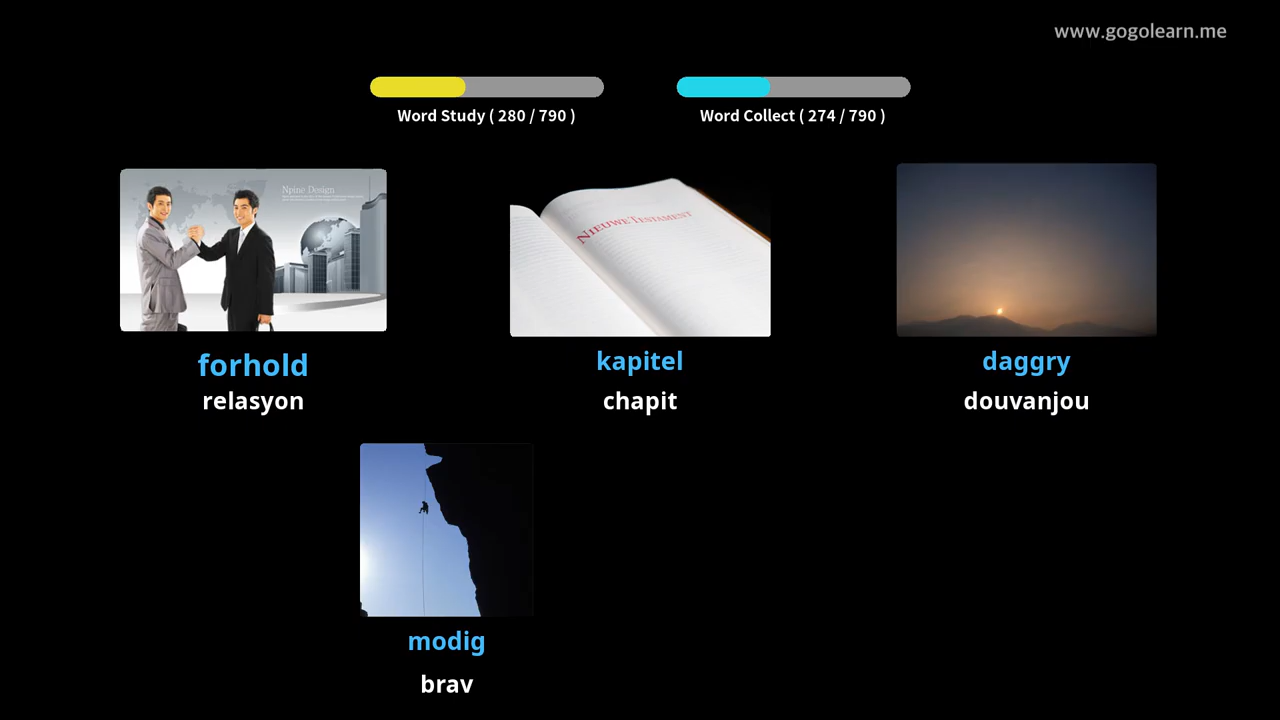 www.gogolearn.me
Word Study ( 280 / 790 )
Word Collect ( 274 / 790 )
Npine Design
NIEUWE TESTAMENT
forhold
relasyon
kapitel
chapit
daggry
douvanjou
modig
brav